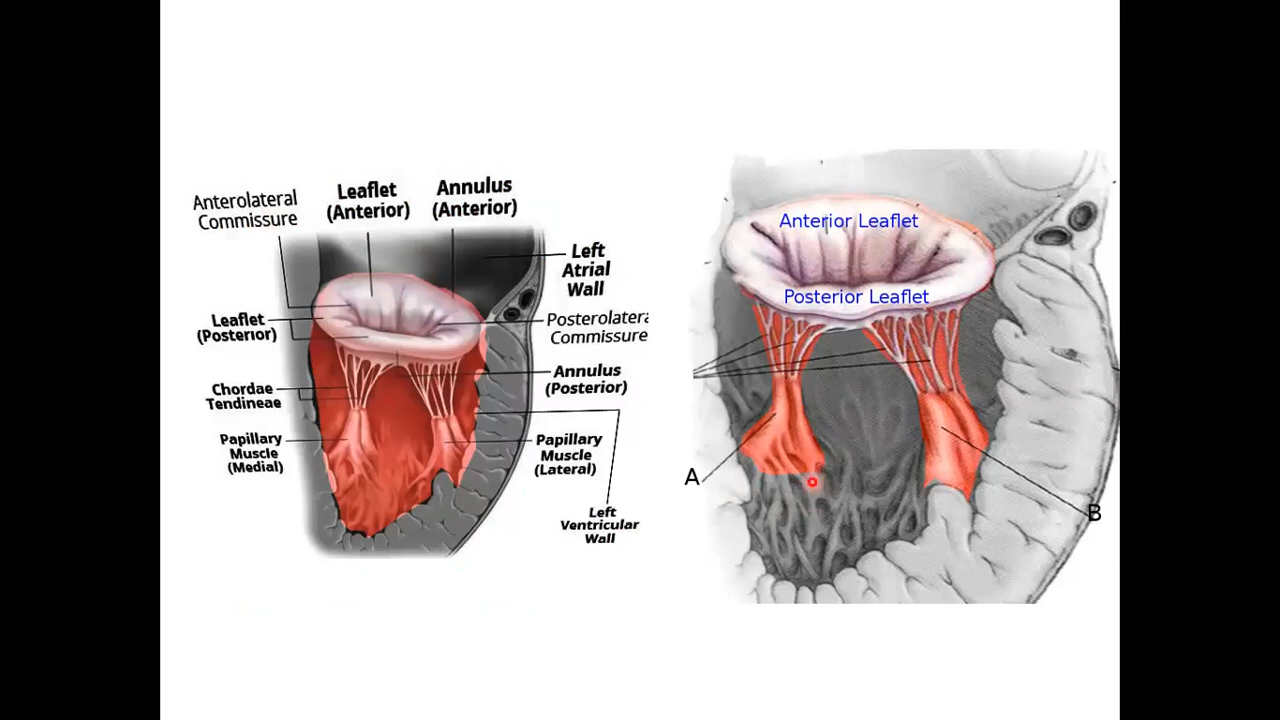 Anterolateral
Commissure
Leaflet
(Anterior)
Annulus
(Anterior)
Left
Atrial
Wall
Leaflet
(Posterior)
Posterolatera
Commissure
Chordae
Tendineae
Annulus
(Posterior)
Papillary
Muscle
(Medial)
Papillary
Muscle
(Lateral)
Left
Ventricular
Wall
Anterior Leaflet
Posterior Leaflet
A
B